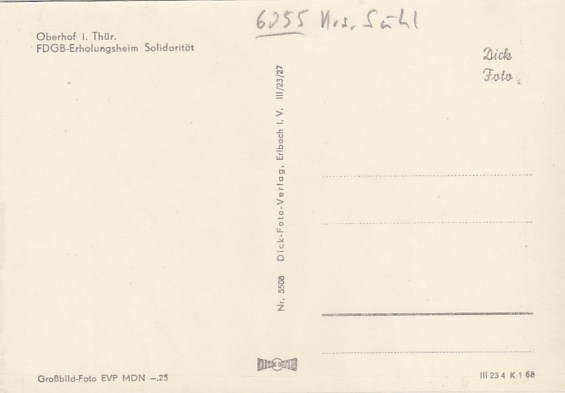 6055 Krs. Suhl
Oberhof i. Thür.
FDGB-Erholungsheim Solidarität
Dick
Foto
Nr. 5508 Dick-Foto-Verlag, Erlbach i. V. III/23/27
Großbild-Foto EVP MDN –.25
III 23 4 K 1 68